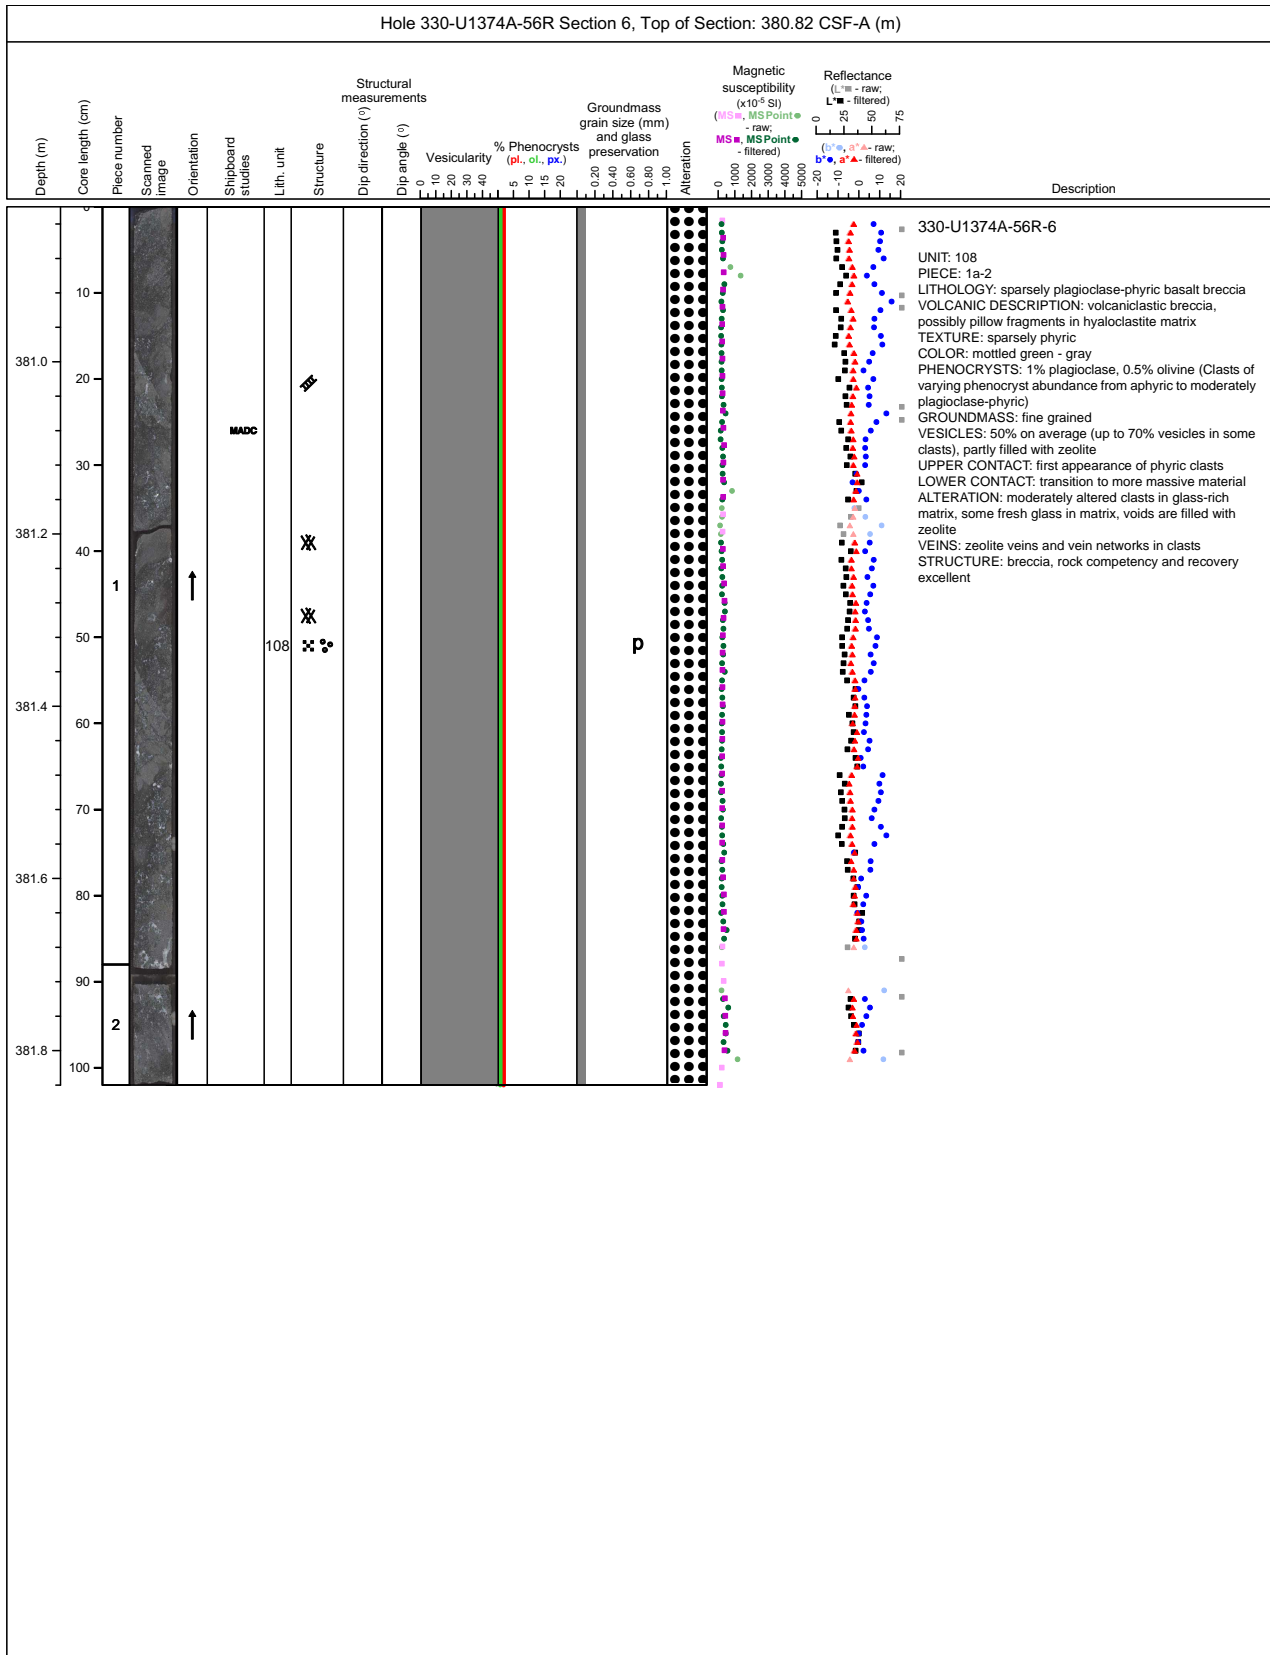 Hole 330-U1374A-56R Section 6, Top of Section: 380.82 CSF-A (m)
Depth (m)
Core length (cm)
Piece number
Scanned
image
Orientation
Shipboard
studies
Lith. unit
Structure
Structural
measurements
Dip direction (º)
Dip angle (º)
Vesicularity
0 10 20 30 40
% Phenocrysts
(pl., ol., px.)
5 10 15 20
Groundmass
grain size (mm)
and glass
preservation
0.20 0.40 0.60 0.80 1.00
Alteration
Magnetic
susceptibility
(x10-5 SI)
(MS■, MSPoint●
- raw;
MS■, MSPoint●
- filtered)
0 1000 2000 3000 4000 5000
Reflectance
(L*■ - raw;
L*■ - filtered)
0 25 50 75
(b*●, a*▲- raw;
b*●, a*▲- filtered)
-20 -10 0 10 20
Description
0
10
381.0
20
30
381.2
40
50
381.4
60
70
381.6
80
90
381.8
100
1
2
MADC
108
p
330-U1374A-56R-6
UNIT: 108
PIECE: 1a-2
LITHOLOGY: sparsely plagioclase-phyric basalt breccia
VOLCANIC DESCRIPTION: volcaniclastic breccia,
possibly pillow fragments in hyaloclastite matrix
TEXTURE: sparsely phyric
COLOR: mottled green - gray
PHENOCRYSTS: 1% plagioclase, 0.5% olivine (Clasts of
varying phenocryst abundance from aphyric to moderately
plagioclase-phyric)
GROUNDMASS: fine grained
VESICLES: 50% on average (up to 70% vesicles in some
clasts), partly filled with zeolite
UPPER CONTACT: first appearance of phyric clasts
LOWER CONTACT: transition to more massive material
ALTERATION: moderately altered clasts in glass-rich
matrix, some fresh glass in matrix, voids are filled with
zeolite
VEINS: zeolite veins and vein networks in clasts
STRUCTURE: breccia, rock competency and recovery
excellent